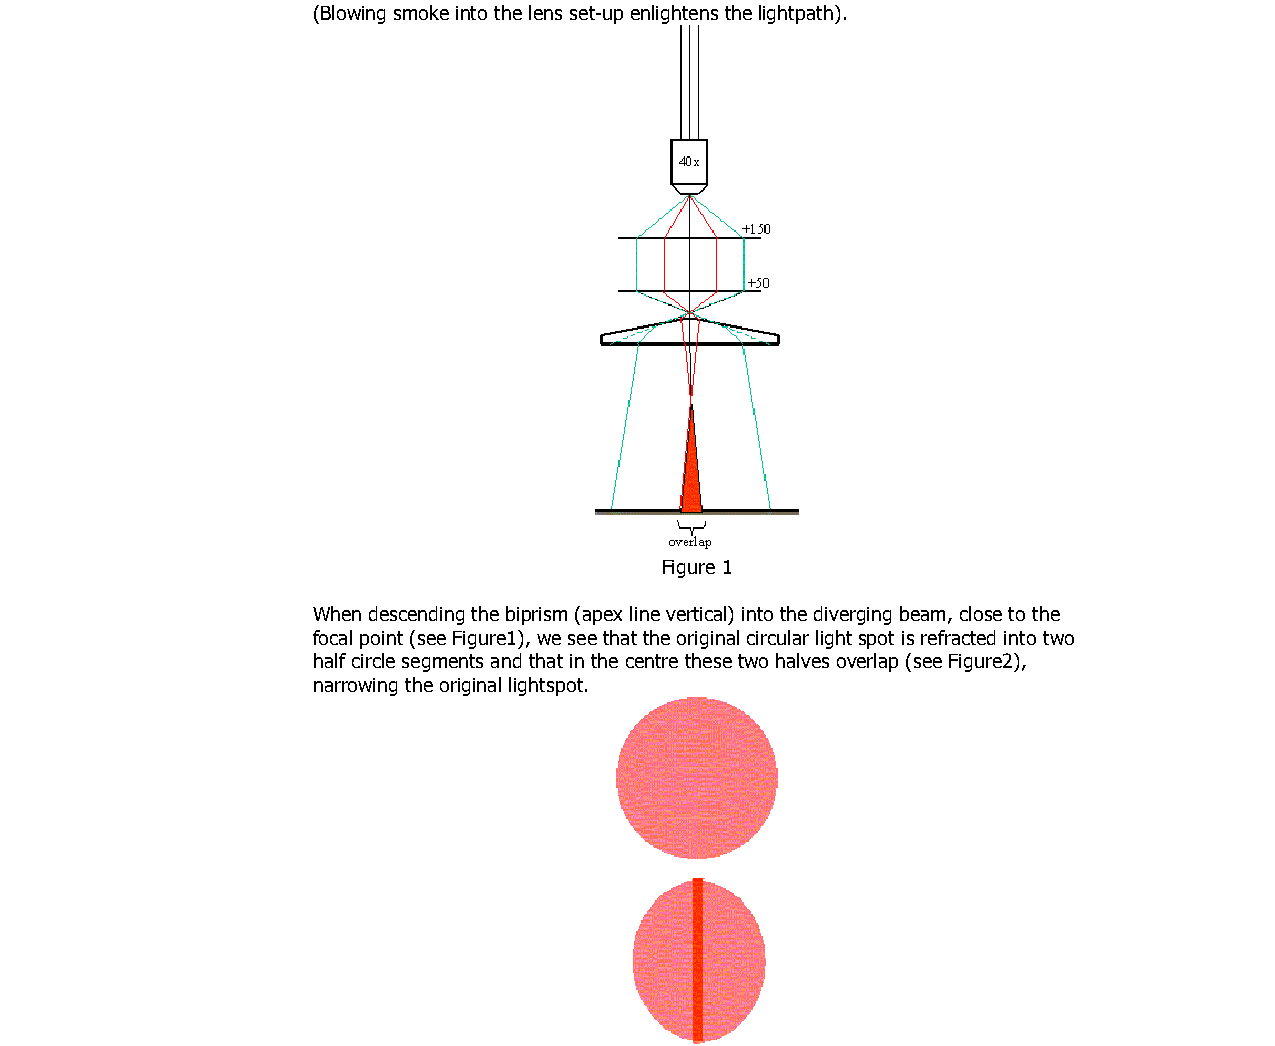 (Blowing smoke into the lens set-up enlightens the lightpath).
40x
+150
+50
overlap
Figure 1
When descending the biprism (apex line vertical) into the diverging beam, close to the
focal point (see Figure1), we see that the original circular light spot is refracted into two
half circle segments and that in the centre these two halves overlap (see Figure2),
narrowing the original lightspot.